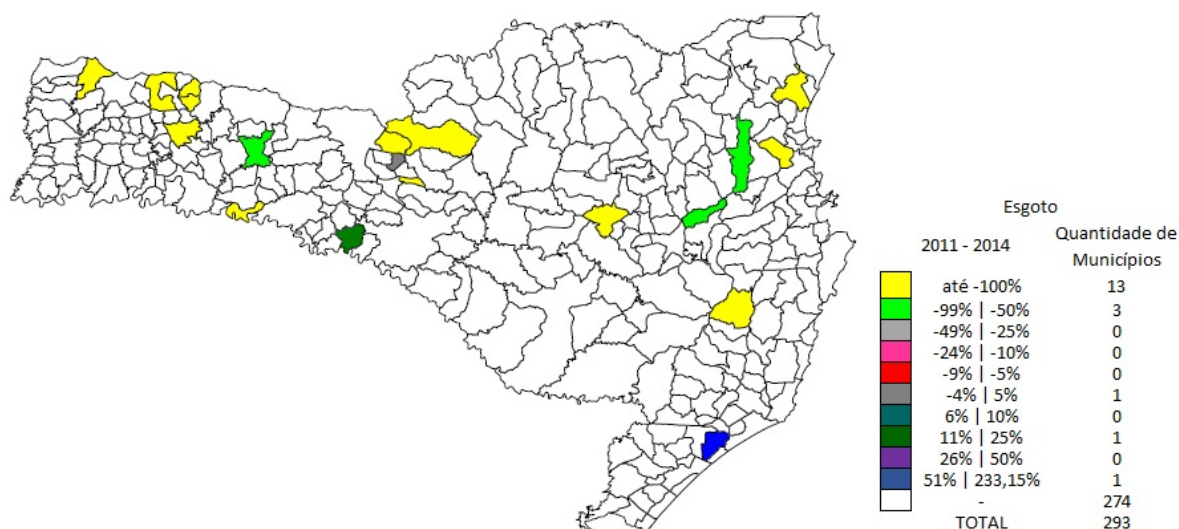 Esgoto
2011 - 2014 Quantidade de Municípios
até -100% 13
-99% | -50% 3
-49% | -25% 0
-24% | -10% 0
-9% | -5% 0
-4% | 5% 1
6% | 10% 0
11% | 25% 1
26% | 50% 0
51% | 233,15% 1
- 274
TOTAL 293